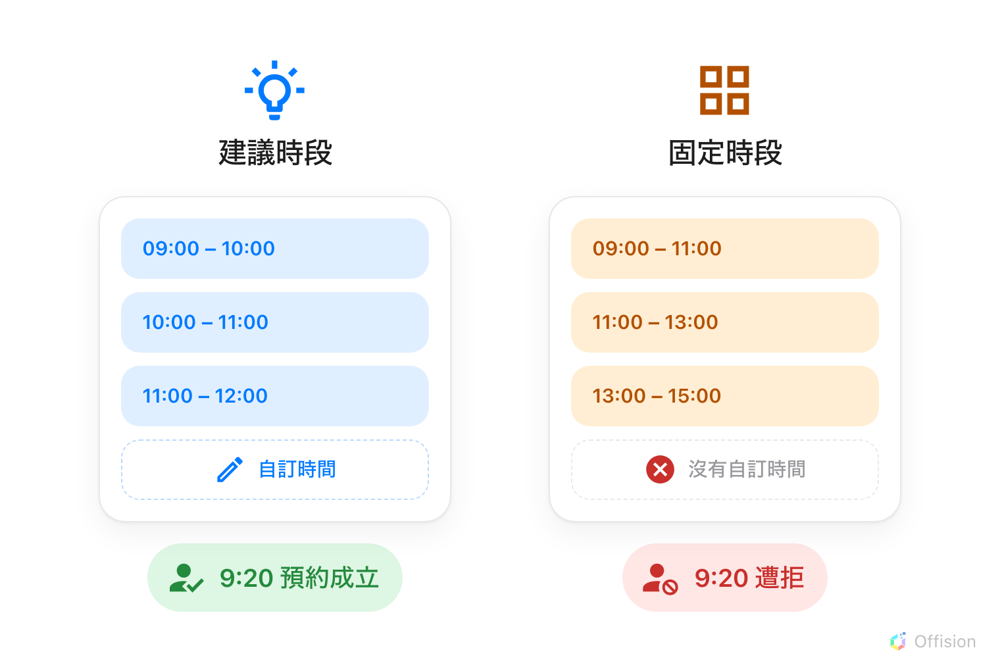 建議時段
09:00 – 10:00
10:00 – 11:00
11:00 – 12:00
自訂時間
9:20 預約成立
固定時段
09:00 – 11:00
11:00 – 13:00
13:00 – 15:00
沒有自訂時間
9:20 遭拒
Offision